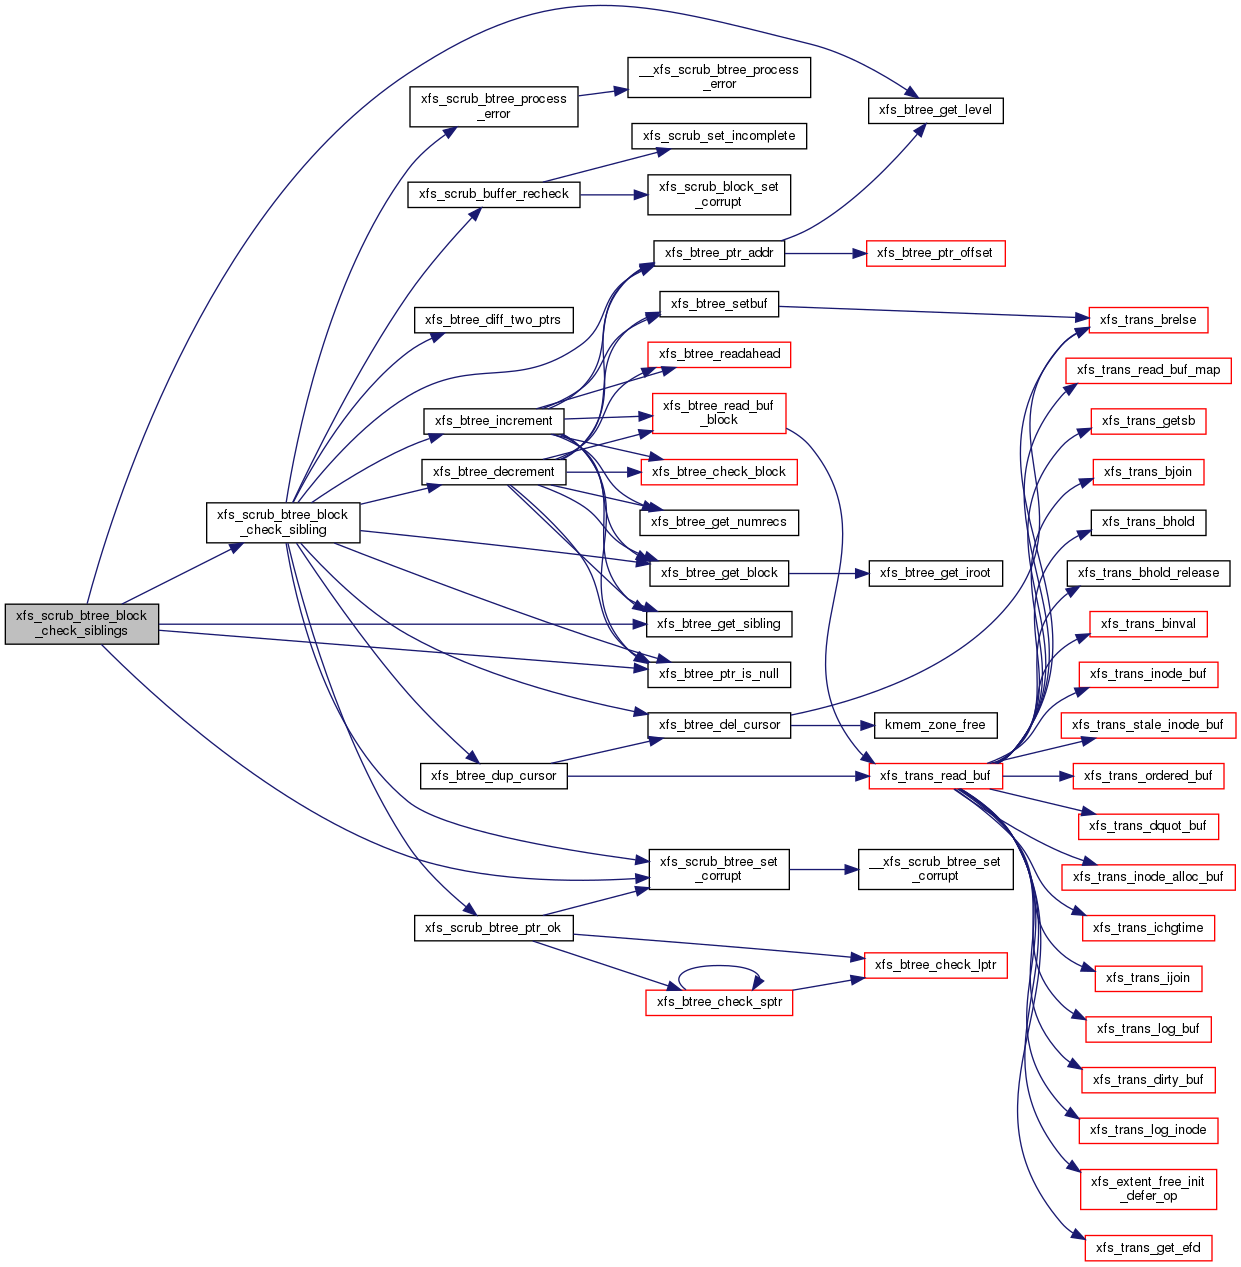 __xfs_scrub_btree_process
_error
xfs_scrub_btree_process
_error
xfs_btree_get_level
xfs_scrub_set_incomplete
xfs_scrub_buffer_recheck
xfs_scrub_block_set
_corrupt
xfs_btree_ptr_addr
xfs_btree_ptr_offset
xfs_btree_setbuf
xfs_btree_diff_two_ptrs
xfs_trans_brelse
xfs_btree_readahead
xfs_trans_read_buf_map
xfs_btree_read_buf
_block
xfs_btree_increment
xfs_trans_getsb
xfs_btree_decrement
xfs_btree_check_block
xfs_trans_bjoin
xfs_scrub_btree_block
_check_sibling
xfs_btree_get_numrecs
xfs_trans_bhold
xfs_btree_get_block
xfs_btree_get_iroot
xfs_trans_bhold_release
xfs_scrub_btree_block
_check_siblings
xfs_btree_get_sibling
xfs_trans_binval
xfs_btree_ptr_is_null
xfs_trans_inode_buf
xfs_btree_del_cursor
kmem_zone_free
xfs_trans_stale_inode_buf
xfs_btree_dup_cursor
xfs_trans_read_buf
xfs_trans_ordered_buf
xfs_trans_dquot_buf
xfs_scrub_btree_set
_corrupt
__xfs_scrub_btree_set
_corrupt
xfs_trans_inode_alloc_buf
xfs_scrub_btree_ptr_ok
xfs_trans_ichgtime
xfs_btree_check_lptr
xfs_trans_ijoin
xfs_btree_check_sptr
xfs_trans_log_buf
xfs_trans_dirty_buf
xfs_trans_log_inode
xfs_extent_free_init
_defer_op
xfs_trans_get_efd